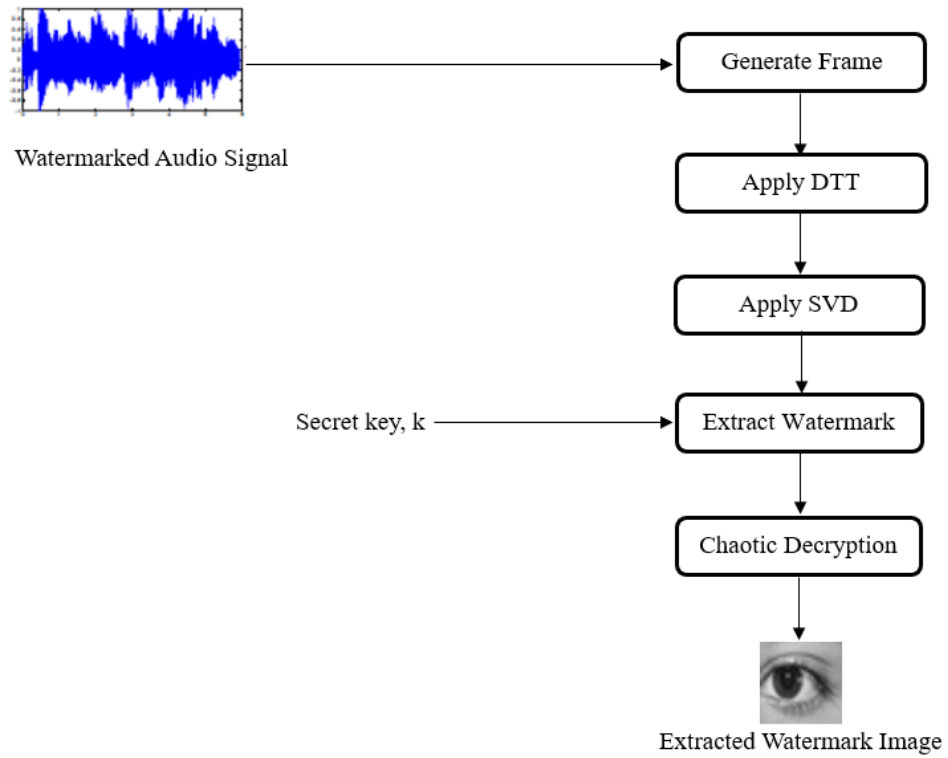 Generate Frame
Watermarked Audio Signal
Apply DTT
Apply SVD
Secret key, k
Extract Watermark
Chaotic Decryption
Extracted Watermark Image